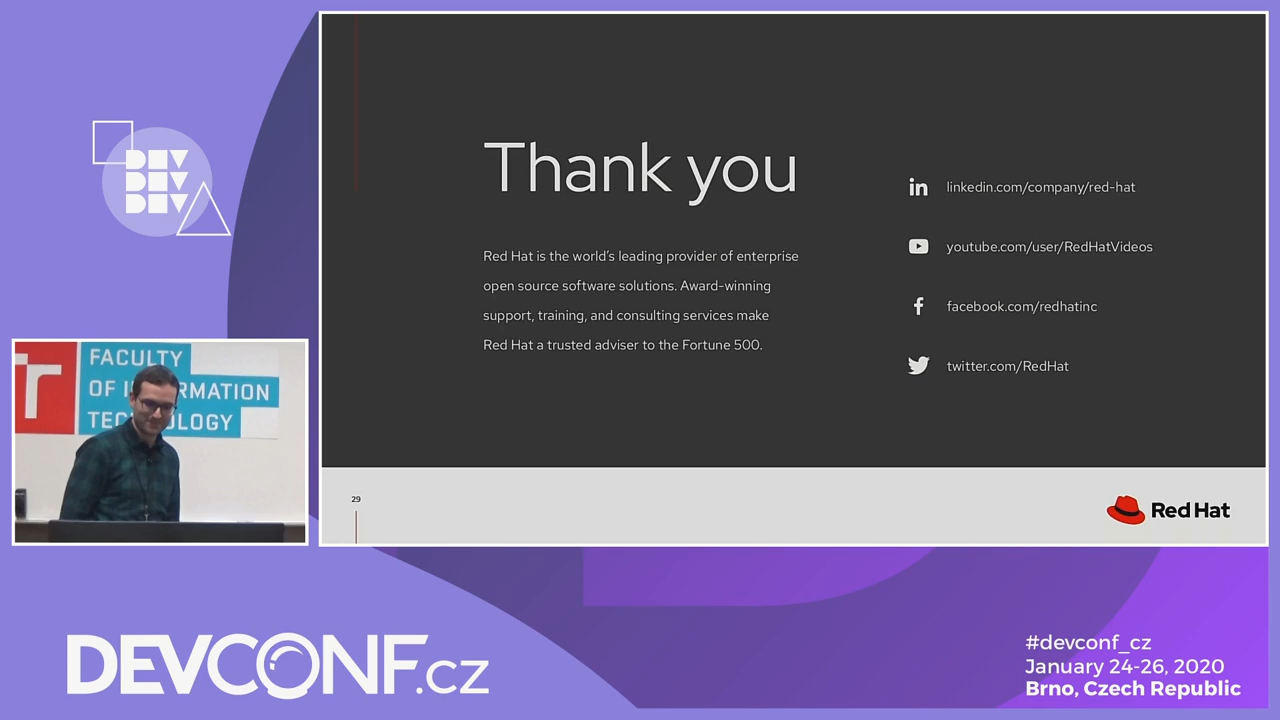 DEV
DEV
DEV
Thank you
Red Hat is the world's leading provider of enterprise
open source software solutions. Award-winning
support, training, and consulting services make
Red Hat a trusted adviser to the Fortune 500.
linkedin.com/company/red-hat
youtube.com/user/RedHatVideos
facebook.com/redhatinc
twitter.com/RedHat
29
Red Hat
FACULTY
OF INFORMATION
TECHNOLOGY
DEVCONF.cz
#devconf_cz
January 24-26, 2020
Brno, Czech Republic